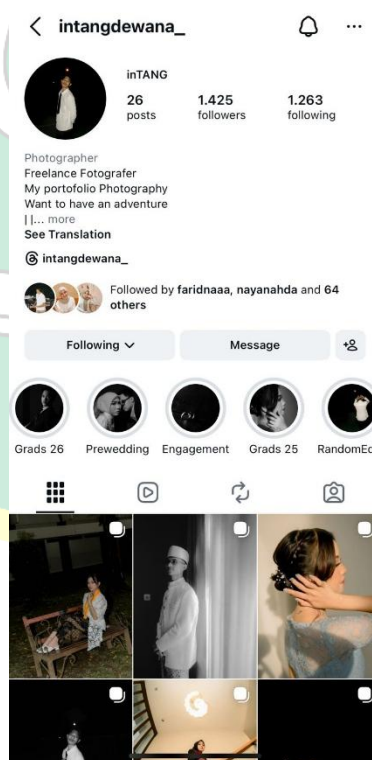 intangdewana_
inTANG
26 1.425 1.263
posts followers following
Photographer
Freelance Fotografer
My portofolio Photography
Want to have an adventure
| |... more
See Translation
intangdewana_
Followed by faridnaaa, nayanahda and 64
others
Following Message
Grads 26 Prewedding Engagement Grads 25 RandomEd